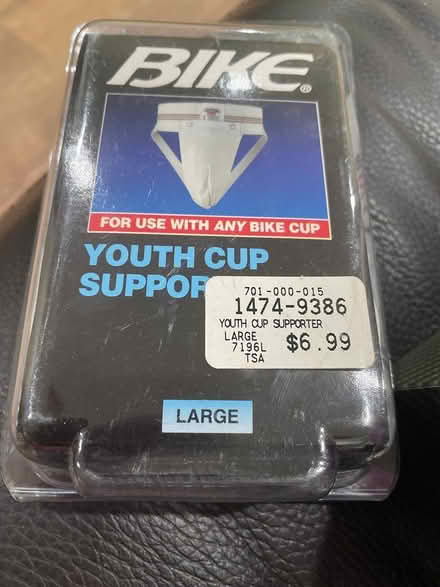 BIKE®
FOR USE WITH ANY BIKE CUP
YOUTH CUP
SUPPOR
701-000-015
1474-9386
YOUTH CUP SUPPORTER
LARGE
7196L $6.99
TSA
LARGE